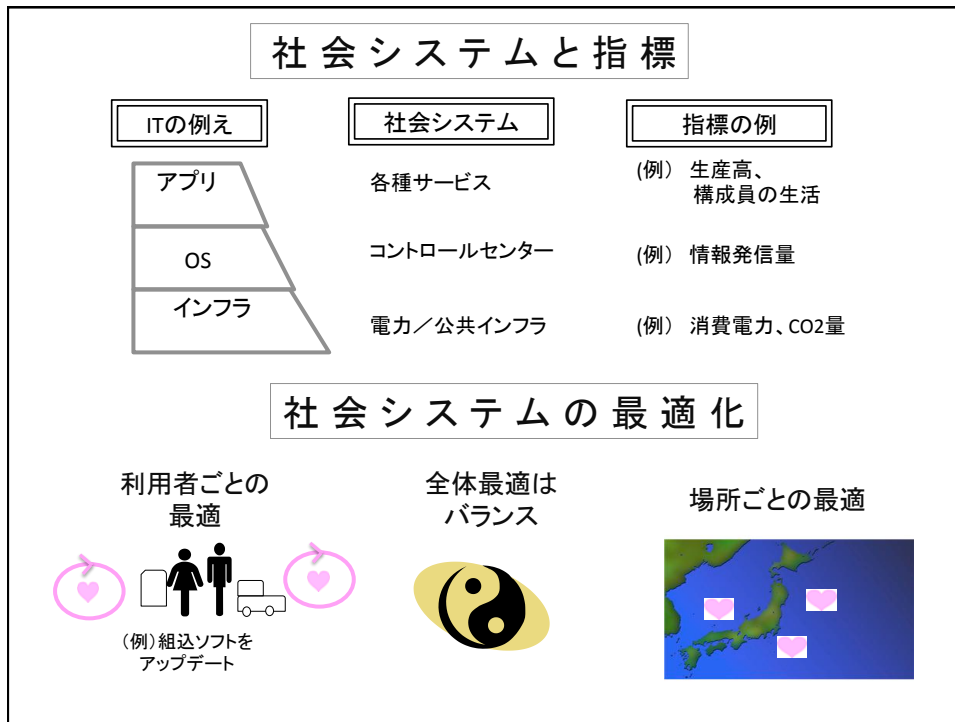 社会システムと指標
ITの例え
社会システム
指標の例
アプリ
各種サービス
(例) 生産高、
構成員の生活
OS
コントロールセンター
(例) 情報発信量
インフラ
電力／公共インフラ
(例) 消費電力、CO2量
社会システムの最適化
利用者ごとの
最適
全体最適は
バランス
場所ごとの最適
（例）組込ソフトを
アップデート